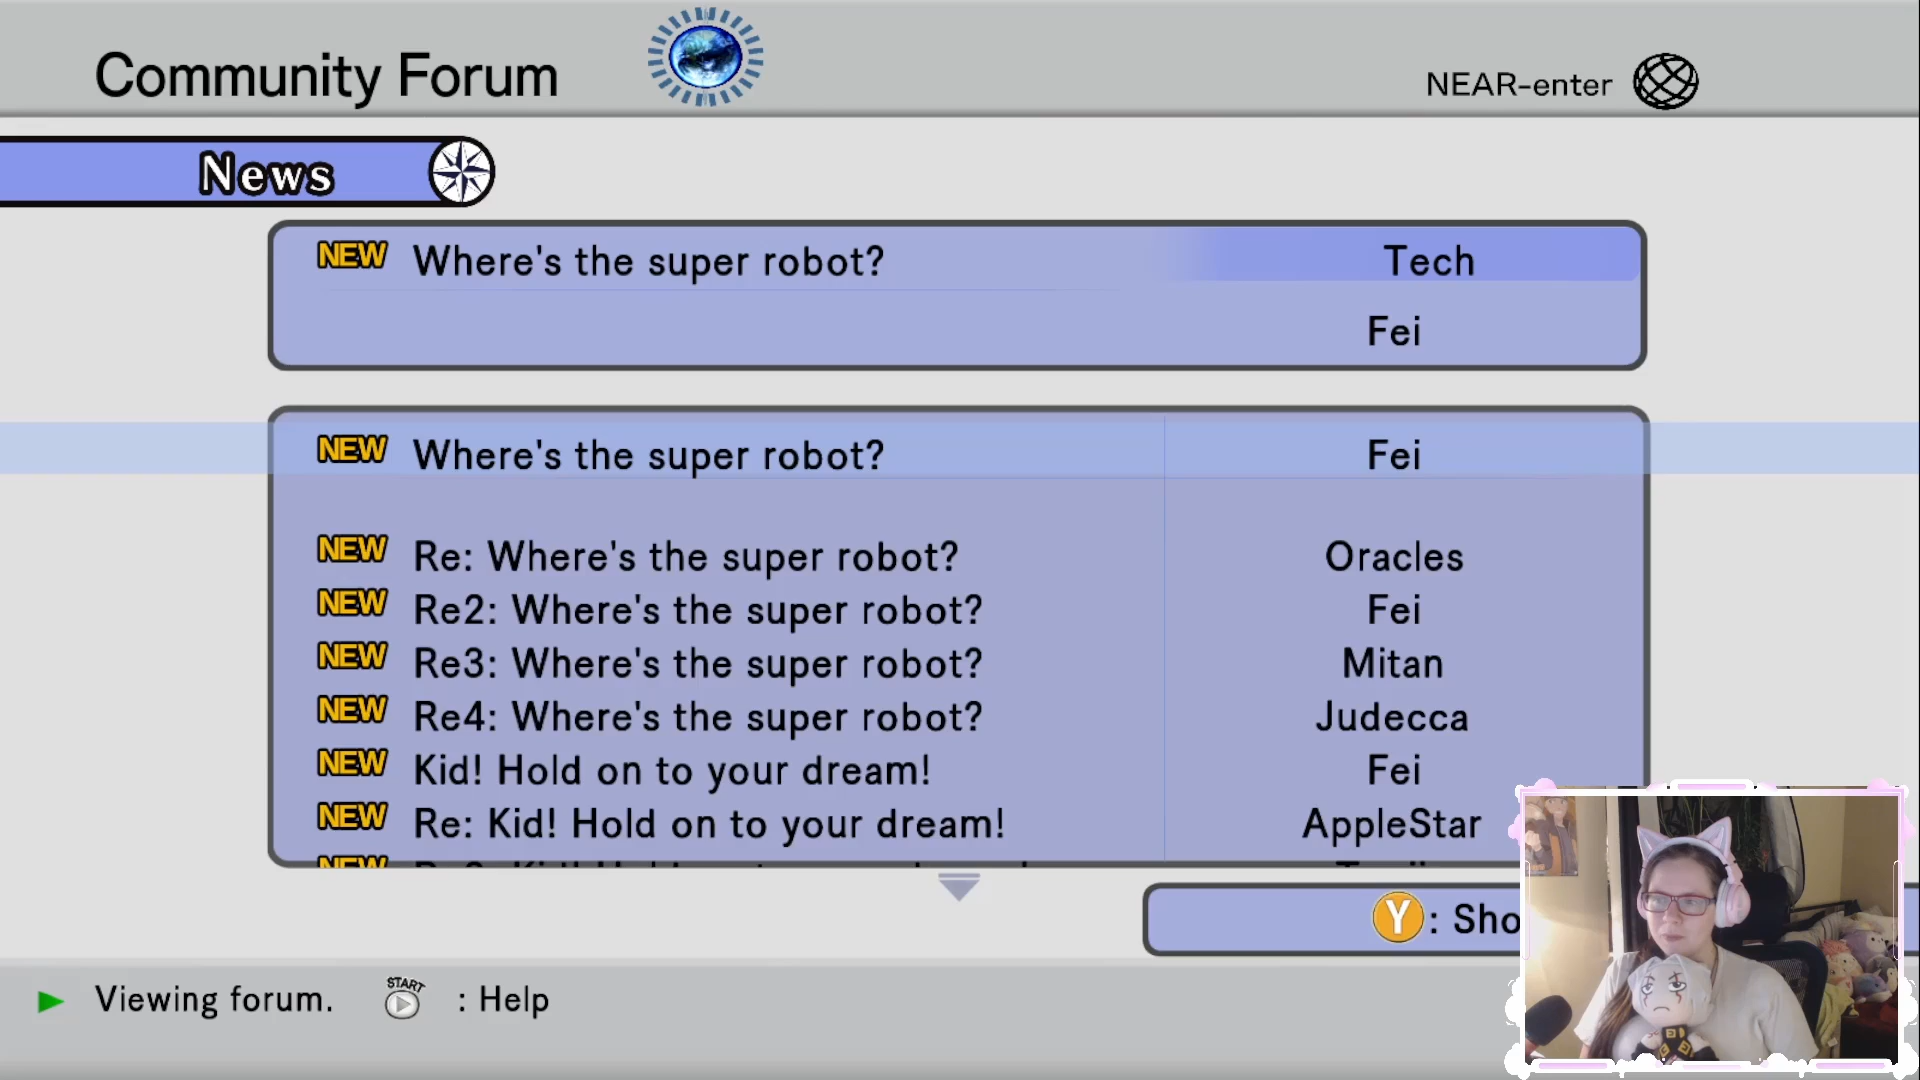 Community Forum
NEAR-enter
News
NEW Where's the super robot? Tech
Fei
NEW Where's the super robot? Fei
NEW Re: Where's the super robot? Oracles
NEW Re2: Where's the super robot? Fei
NEW Re3: Where's the super robot? Mitan
NEW Re4: Where's the super robot? Judecca
NEW Kid! Hold on to your dream! Fei
NEW Re: Kid! Hold on to your dream! AppleStar
NEW
Y : Sho
Viewing forum. START : Help